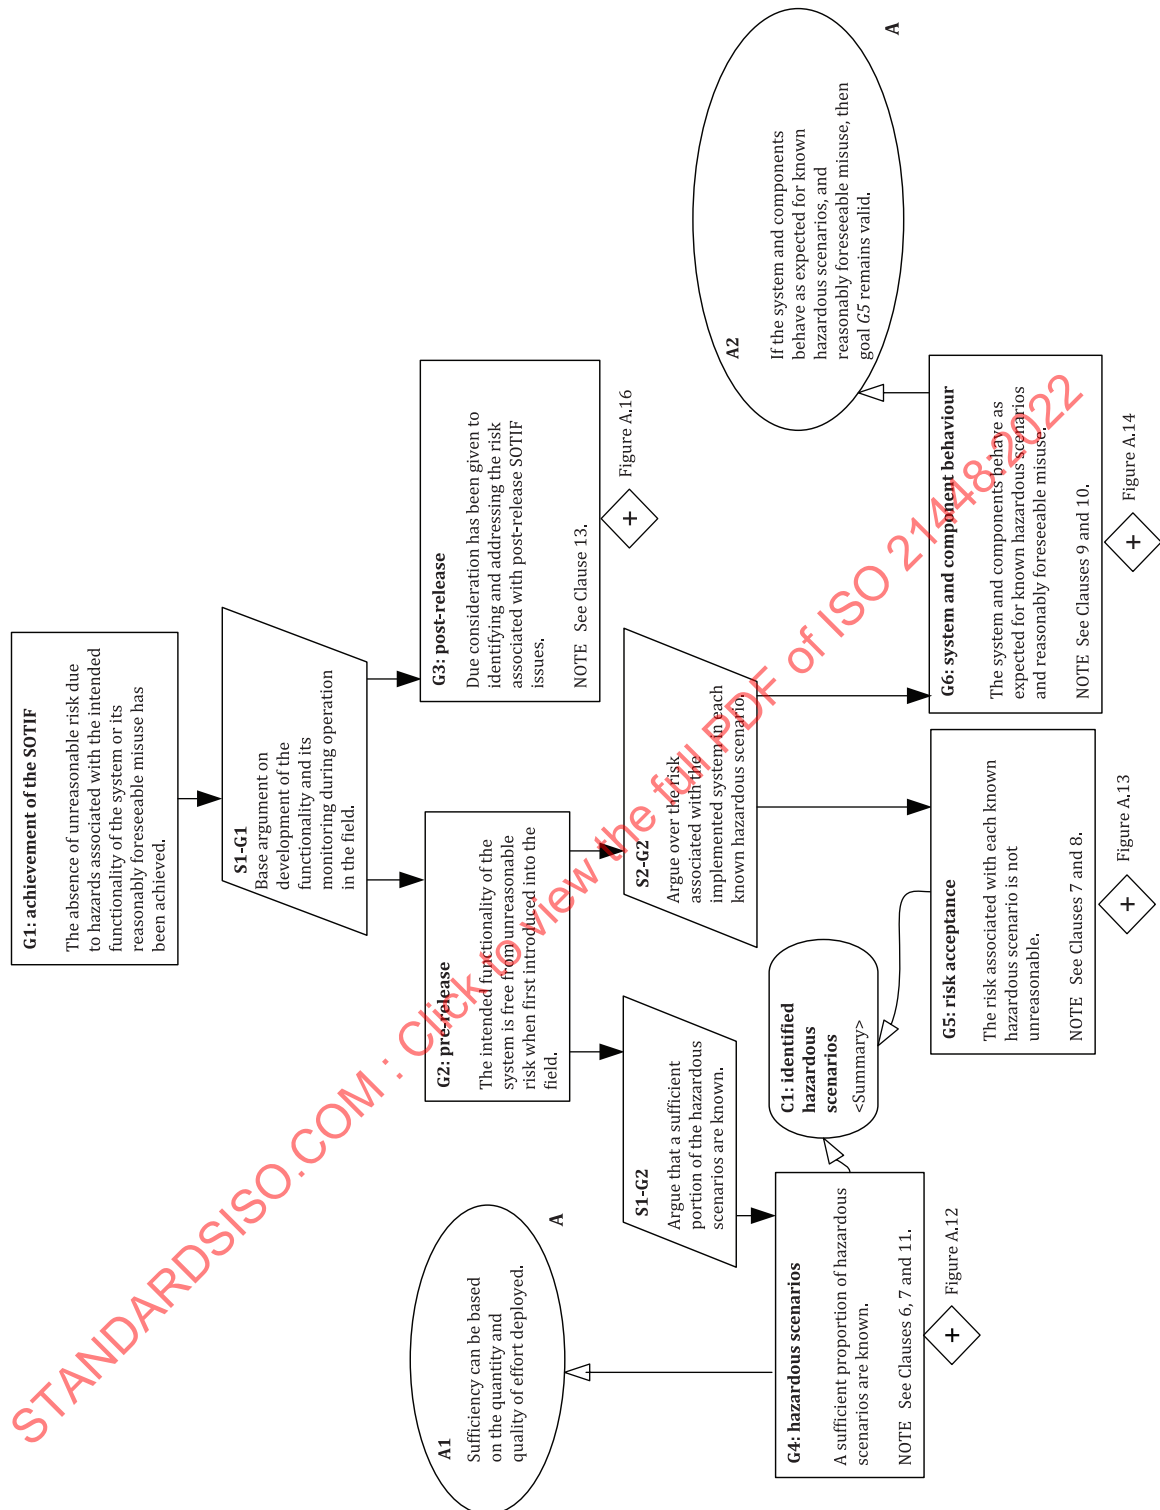 G1: achievement of the SOTIF
The absence of unreasonable risk due
to hazards associated with the intended
functionality of the system or its
reasonably foreseeable misuse has
been achieved.
S1-G1
Base argument on
development of the
functionality and its
monitoring during operation
in the field.
G2: pre-release
The intended functionality of the
system is free from unreasonable
risk when first introduced into the
field.
G3: post-release
Due consideration has been given to
identifying and addressing the risk
associated with post-release SOTIF
issues.
NOTE See Clause 13.
Figure A.16
A1
Sufficiency can be based
on the quantity and
quality of effort deployed.
A
S1-G2
Argue that a sufficient
portion of the hazardous
scenarios are known.
S2-G2
Argue over the risk
associated with the
implemented system in each
known hazardous scenario.
A2
If the system and components
behave as expected for known
hazardous scenarios, and
reasonably foreseeable misuse, then
goal G5 remains valid.
A
C1: identified
hazardous
scenarios
<Summary>
G4: hazardous scenarios
A sufficient proportion of hazardous
scenarios are known.
NOTE See Clauses 6, 7 and 11.
Figure A.12
G5: risk acceptance
The risk associated with each known
hazardous scenario is not
unreasonable.
NOTE See Clauses 7 and 8.
Figure A.13
G6: system and component behaviour
The system and components behave as
expected for known hazardous scenarios
and reasonably foreseeable misuse.
NOTE See Clauses 9 and 10.
Figure A.14
STANDARDSISO.COM : Click to view the full PDF of ISO 21448:2022